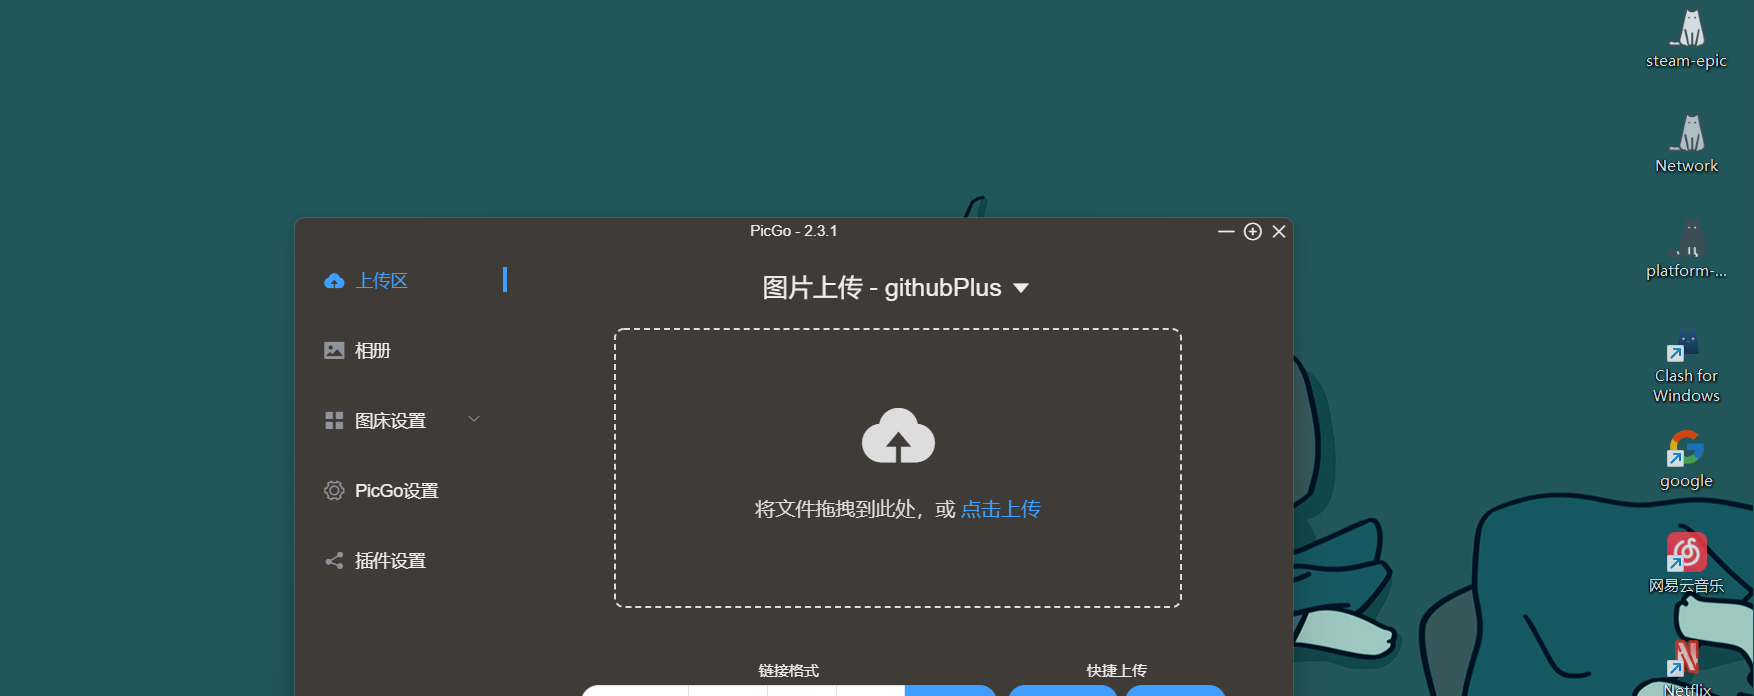 PicGo - 2.3.1
上传区
相册
图床设置
PicGo设置
插件设置
图片上传 - githubPlus
将文件拖拽到此处，或 点击上传
链接格式
快捷上传
steam-epic
Network
platform-...
Clash for
Windows
google
网易云音乐
Netflix